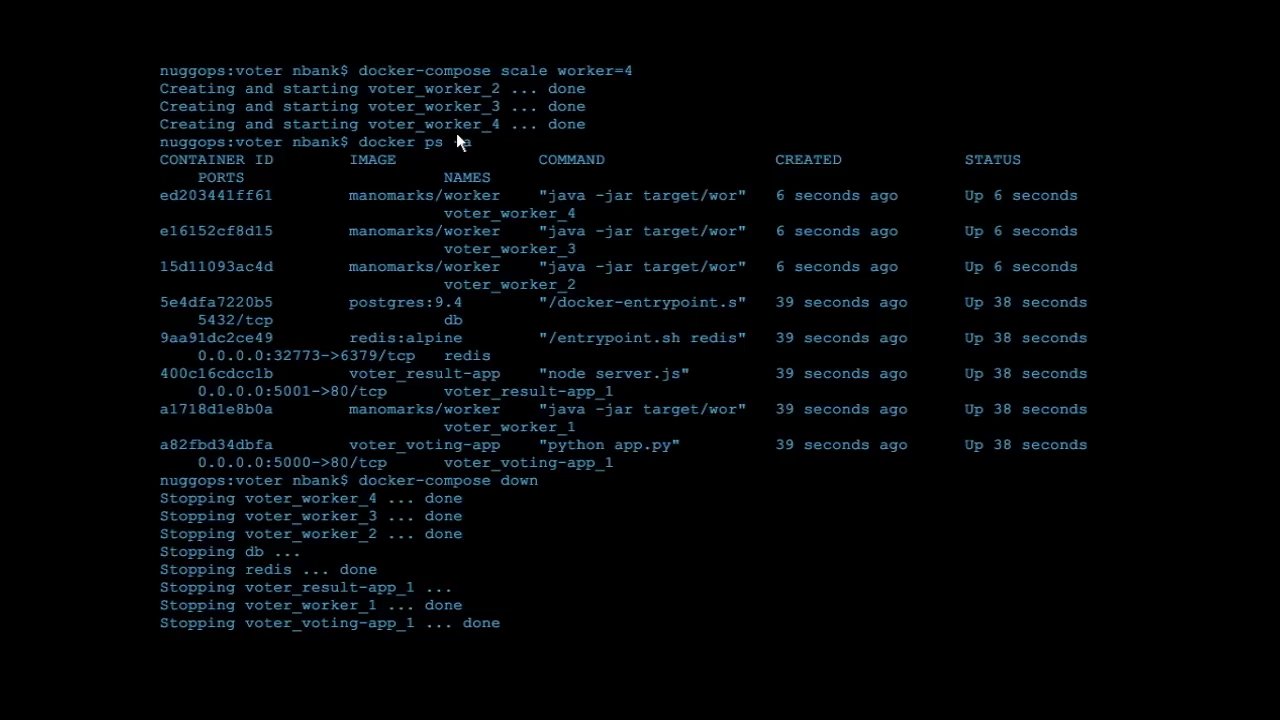 nuggops:voter nbank$ docker-compose scale worker=4
Creating and starting voter_worker_2 ... done
Creating and starting voter_worker_3 ... done
Creating and starting voter_worker_4 ... done
nuggops:voter nbank$ docker ps -a
CONTAINER ID IMAGE COMMAND CREATED STATUS
PORTS NAMES
ed203441ff61 manomarks/worker "java -jar target/wor" 6 seconds ago Up 6 seconds
voter_worker_4
e16152cf8d15 manomarks/worker "java -jar target/wor" 6 seconds ago Up 6 seconds
voter_worker_3
15d11093ac4d manomarks/worker "java -jar target/wor" 6 seconds ago Up 6 seconds
voter_worker_2
5e4dfa7220b5 postgres:9.4 "/docker-entrypoint.s" 39 seconds ago Up 38 seconds
5432/tcp db
9aa91dc2ce49 redis:alpine "/entrypoint.sh redis" 39 seconds ago Up 38 seconds
0.0.0.0:32773->6379/tcp redis
400c16cdcc1b voter_result-app "node server.js" 39 seconds ago Up 38 seconds
0.0.0.0:5001->80/tcp voter_result-app_1
a1718d1e8b0a manomarks/worker "java -jar target/wor" 39 seconds ago Up 38 seconds
voter_worker_1
a82fbd34dbfa voter_voting-app "python app.py" 39 seconds ago Up 38 seconds
0.0.0.0:5000->80/tcp voter_voting-app_1
nuggops:voter nbank$ docker-compose down
Stopping voter_worker_4 ... done
Stopping voter_worker_3 ... done
Stopping voter_worker_2 ... done
Stopping db ...
Stopping redis ... done
Stopping voter_result-app_1 ...
Stopping voter_worker_1 ... done
Stopping voter_voting-app_1 ... done